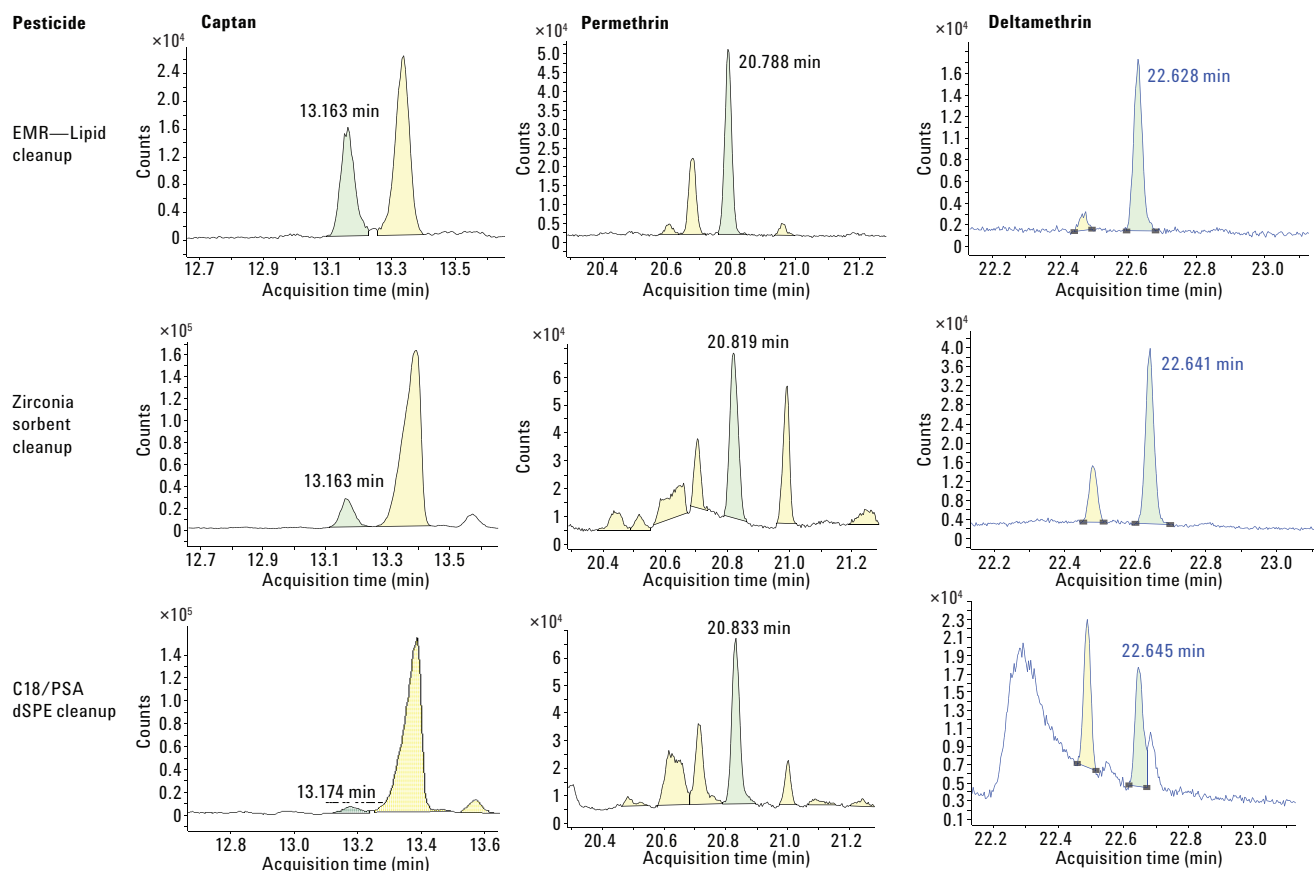 Pesticide
Captan
Permethrin
Deltamethrin
EMR—Lipid
cleanup
×10⁴
Counts
2.4
2.0
1.6
1.2
0.8
0.4
0
13.163 min
12.7 12.9 13.1 13.3 13.5
Acquisition time (min)
×10⁴
Counts
5.0
4.5
4.0
3.5
3.0
2.5
2.0
1.5
1.0
0.5
0
20.788 min
20.4 20.6 20.8 21.0 21.2
Acquisition time (min)
×10⁴
Counts
1.6
1.4
1.2
1.0
0.8
0.6
0.4
0.2
0
22.628 min
22.2 22.4 22.6 22.8 23.0
Acquisition time (min)
Zirconia
sorbent
cleanup
×10⁵
Counts
1.6
1.4
1.2
1.0
0.8
0.6
0.4
0.2
0
13.163 min
12.7 12.9 13.1 13.3 13.5
Acquisition time (min)
×10⁴
Counts
7
6
5
4
3
2
1
0
20.819 min
20.4 20.6 20.8 21.0 21.2
Acquisition time (min)
×10⁴
Counts
4.0
3.6
3.2
2.8
2.4
2.0
1.6
1.2
0.8
0.4
0
22.641 min
22.2 22.4 22.6 22.8 23.0
Acquisition time (min)
C18/PSA
dSPE cleanup
×10⁵
Counts
1.4
1.2
1.0
0.8
0.6
0.4
0.2
0
13.174 min
12.8 13.0 13.2 13.4 13.6
Acquisition time (min)
×10⁴
Counts
6
5
4
3
2
1
0
20.833 min
20.4 20.6 20.8 21.0 21.2
Acquisition time (min)
×10⁴
Counts
2.3
2.1
1.9
1.7
1.5
1.3
1.1
0.9
0.7
0.5
0.3
0.1
22.645 min
22.2 22.4 22.6 22.8 23.0
Acquisition time (min)